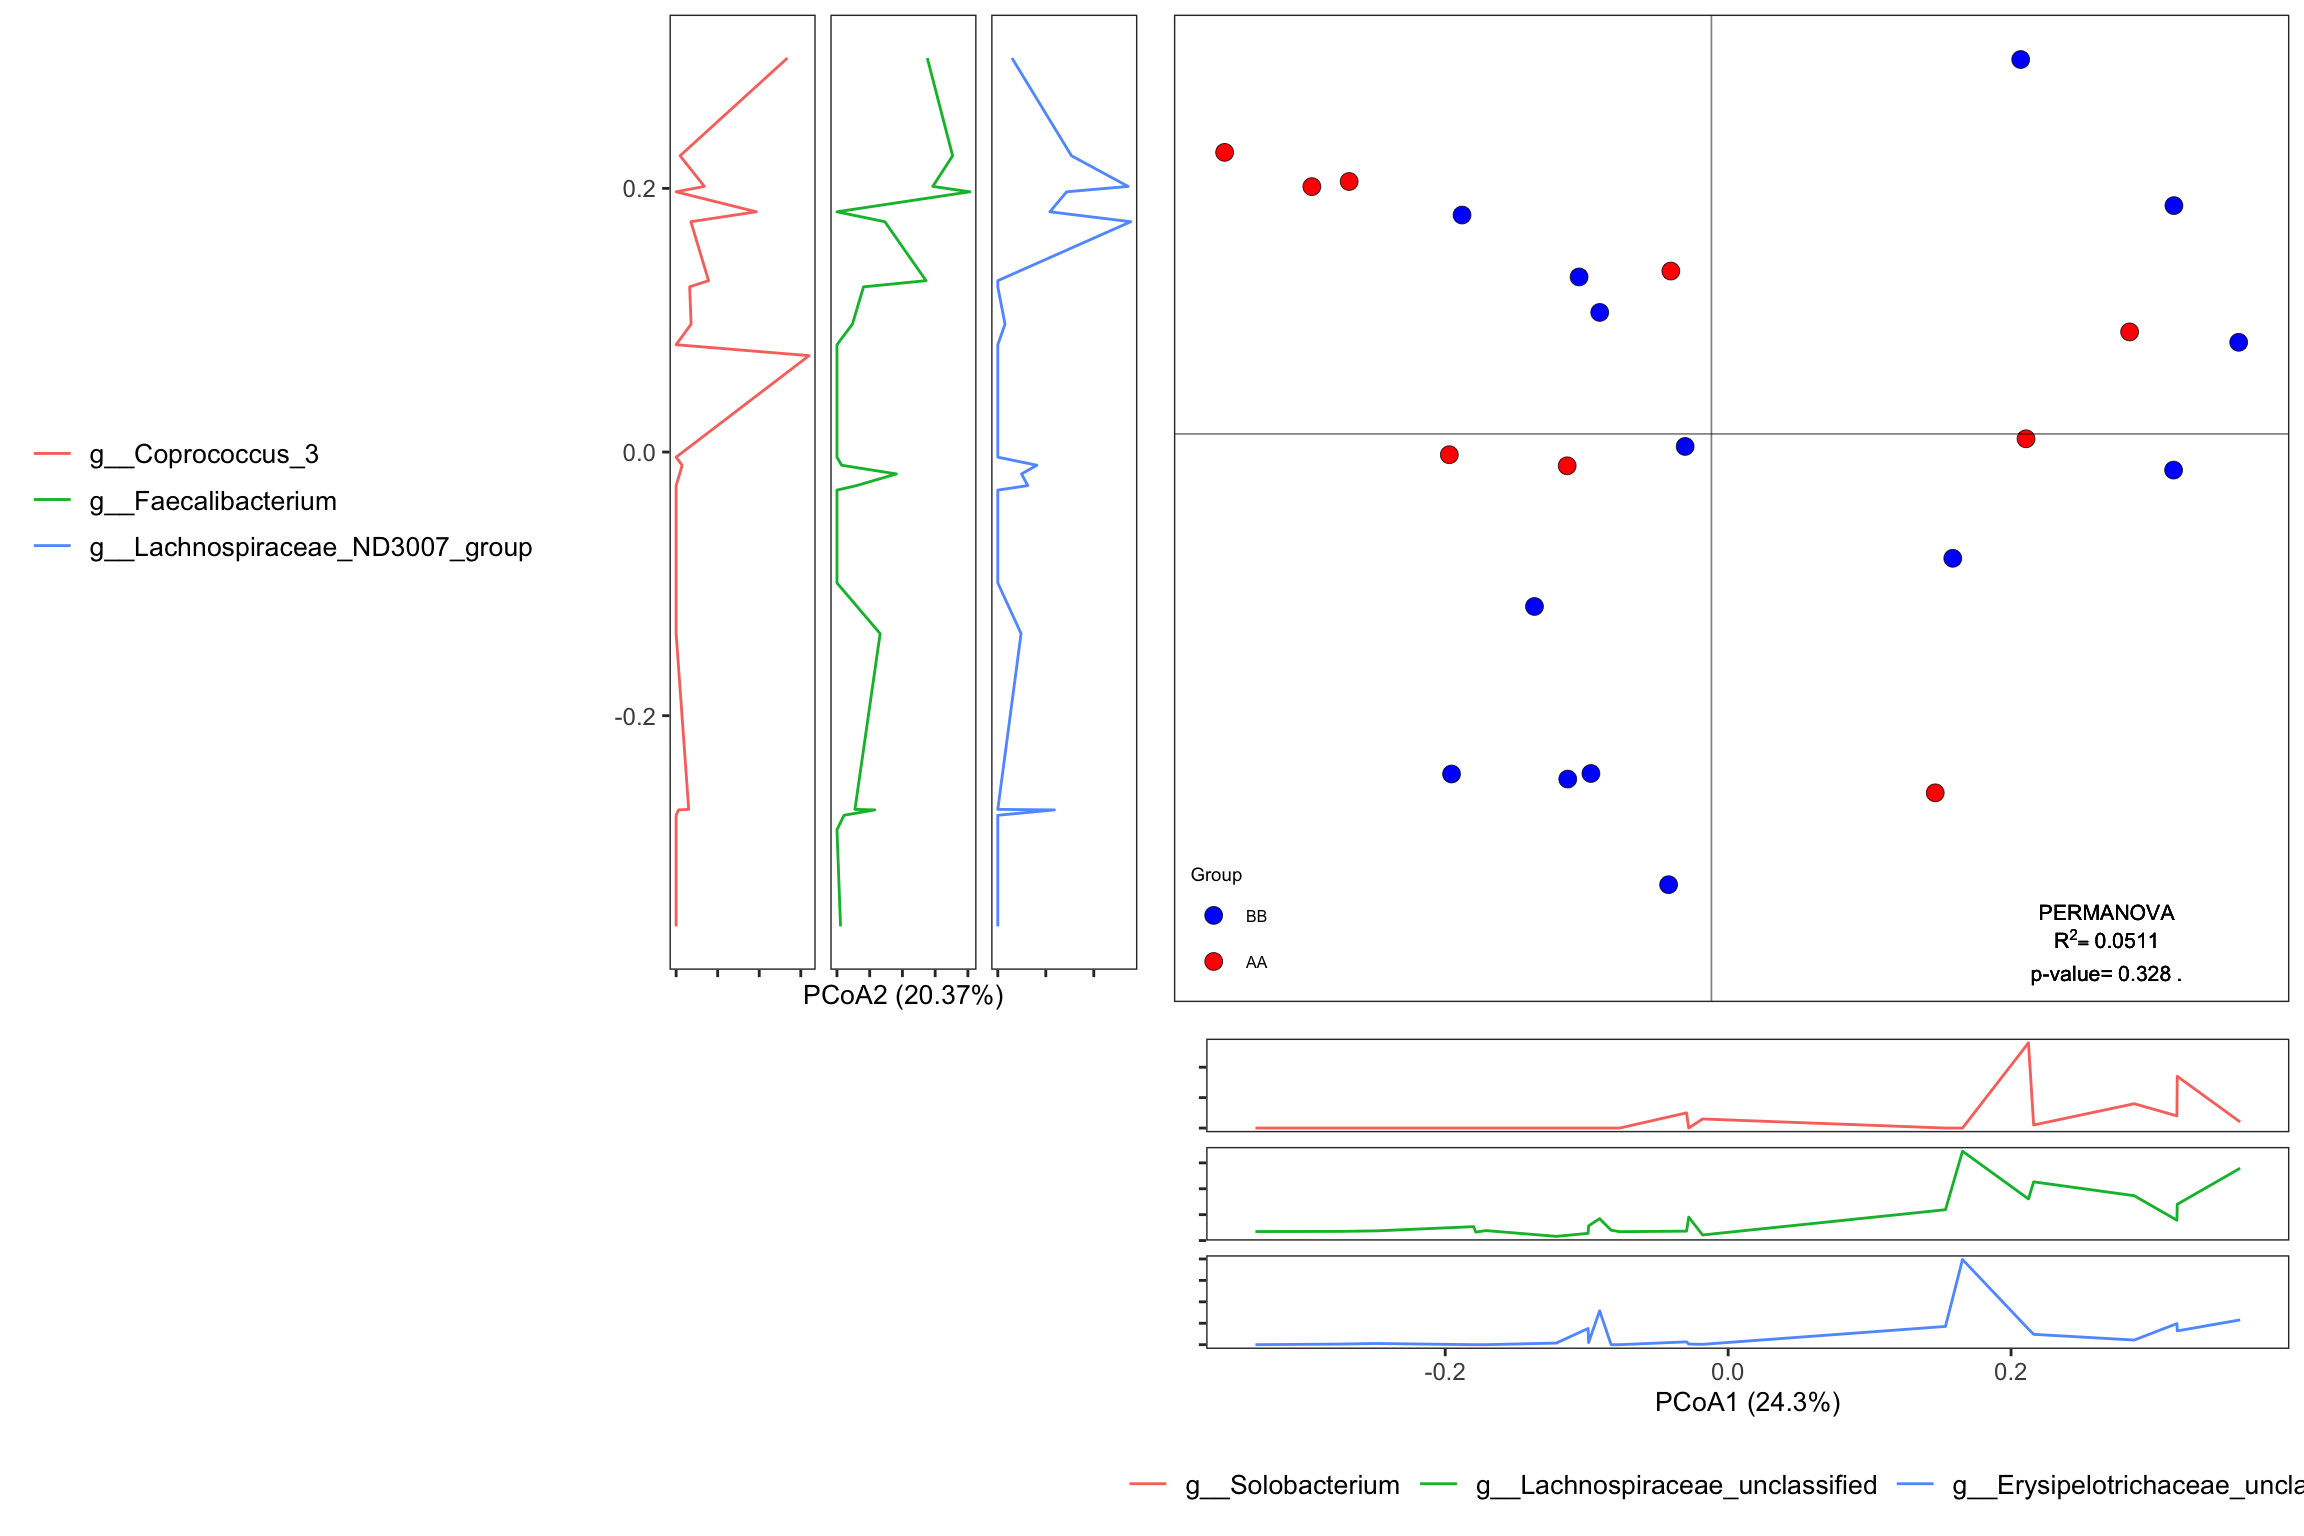 0.2
0.0
-0.2
g__Coprococcus_3
g__Faecalibacterium
g__Lachnospiraceae_ND3007_group
PCoA2 (20.37%)
Group
BB
AA
PERMANOVA
R²= 0.0511
p-value= 0.328 .
-0.2 0.0 0.2
PCoA1 (24.3%)
g__Solobacterium g__Lachnospiraceae_unclassified g__Erysipelotrichaceae_uncla